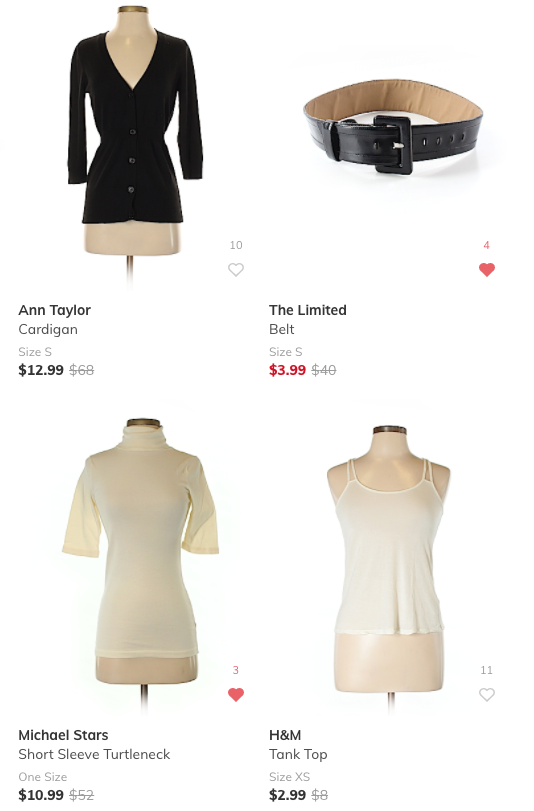 10
Ann Taylor
Cardigan
Size S
$12.99 $68
4
The Limited
Belt
Size S
$3.99 $40
3
Michael Stars
Short Sleeve Turtleneck
One Size
$10.99 $52
11
H&M
Tank Top
Size XS
$2.99 $8